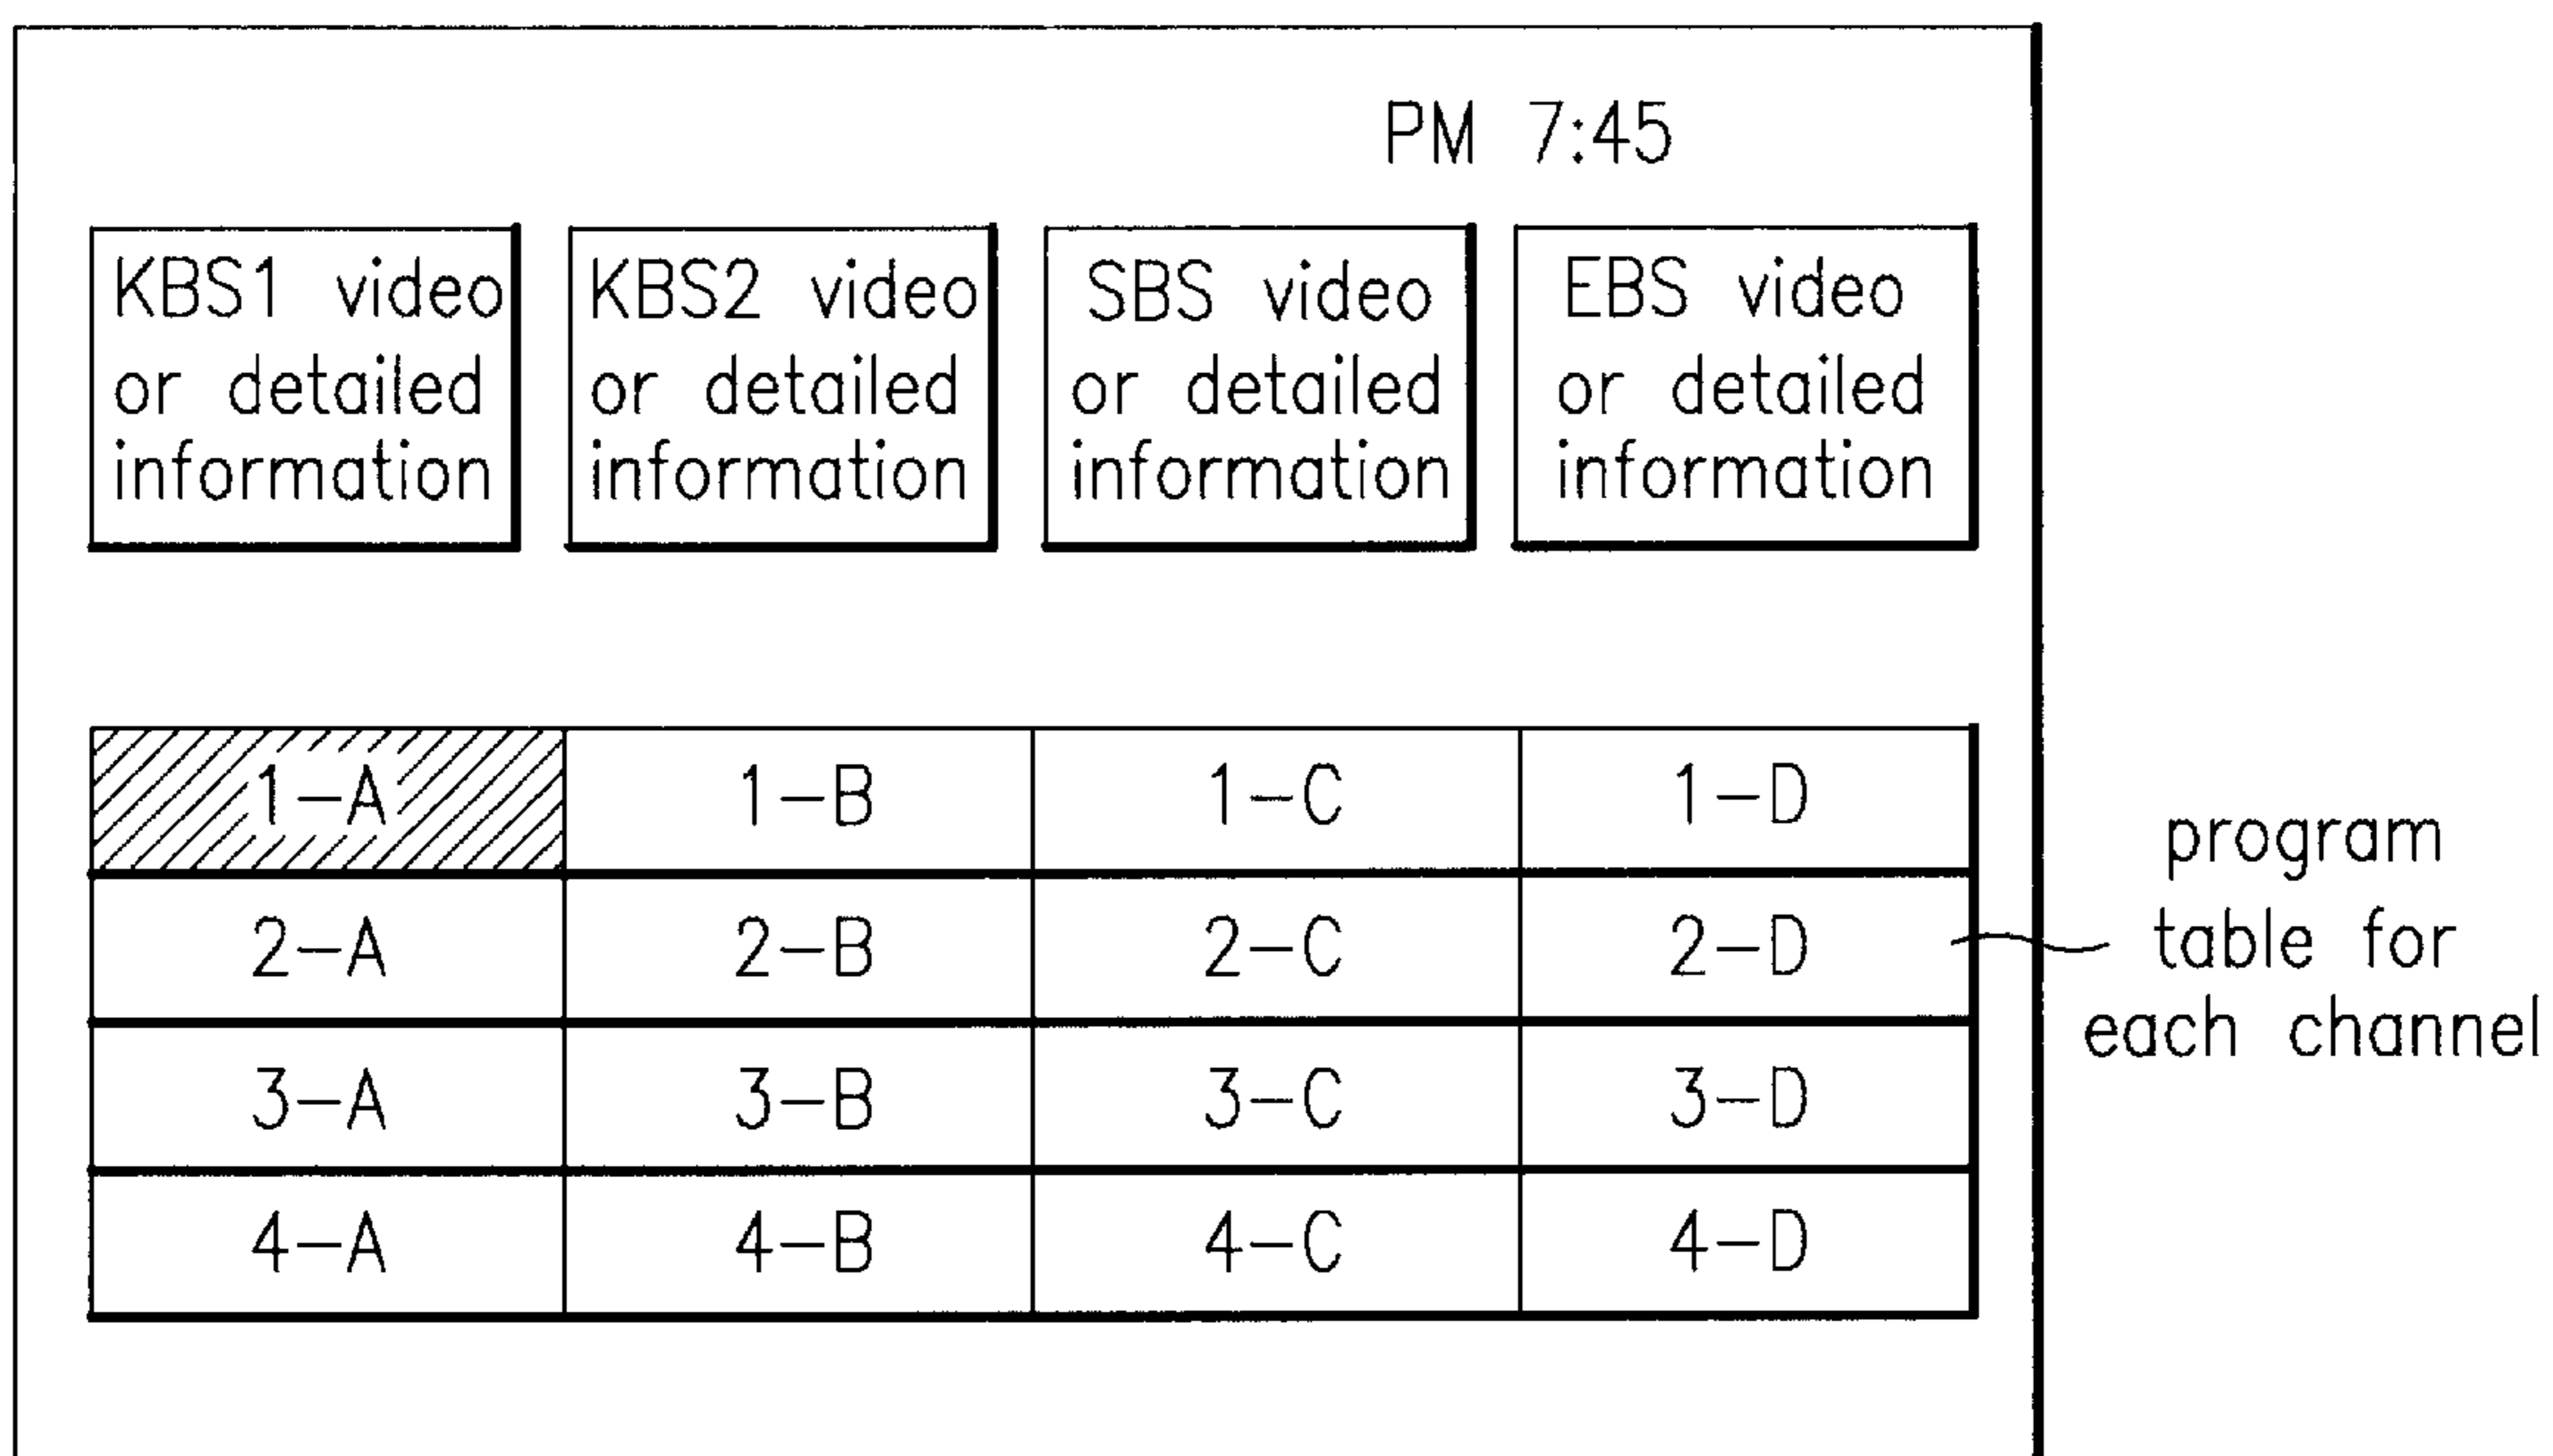 PM 7:45
KBS1 video
or detailed
information
KBS2 video
or detailed
information
SBS video
or detailed
information
EBS video
or detailed
information
1-A 1-B 1-C 1-D
2-A 2-B 2-C 2-D
3-A 3-B 3-C 3-D
4-A 4-B 4-C 4-D
program
table for
each channel